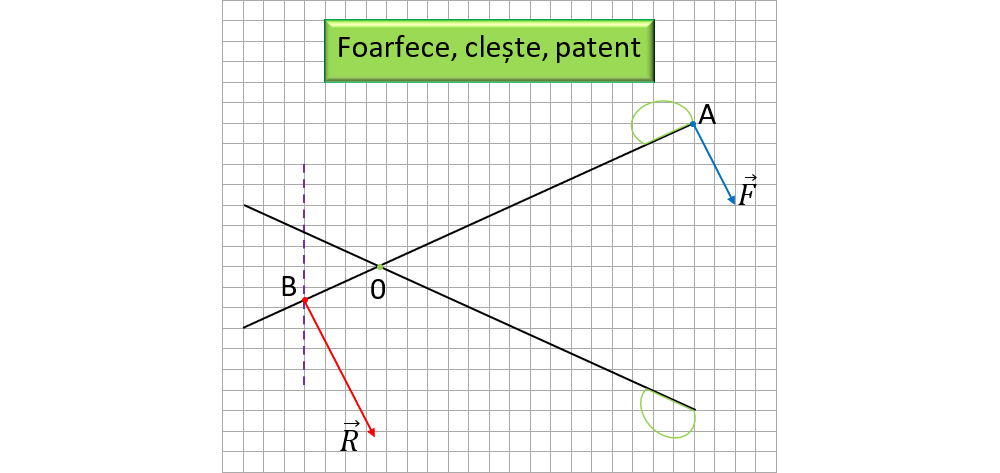 Foarfece, clește, patent
A
F⃗
B
0
R⃗